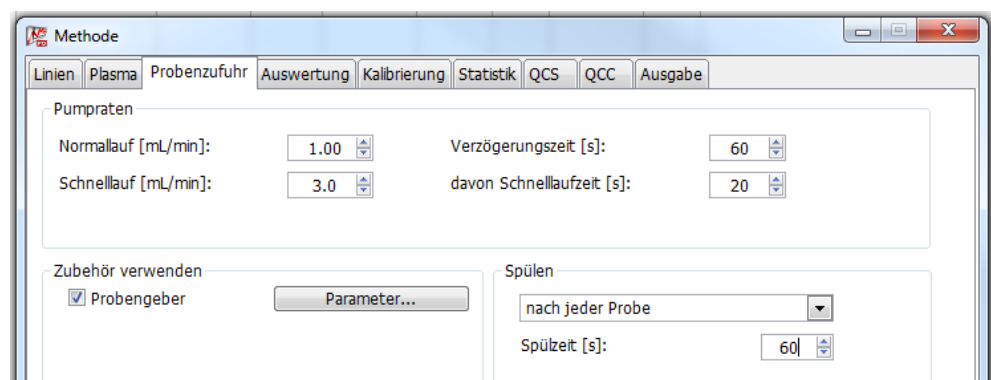 Methode
Linien Plasma Probenzufuhr Auswertung Kalibrierung Statistik QCS QCC Ausgabe
Pumpraten
Normallauf [mL/min]: 1.00 Verzögerungszeit [s]: 60
Schnelllauf [mL/min]: 3.0 davon Schnelllaufzeit [s]: 20
Zubehör verwenden Spülen
Probengeber Parameter... nach jeder Probe
Spülzeit [s]: 60